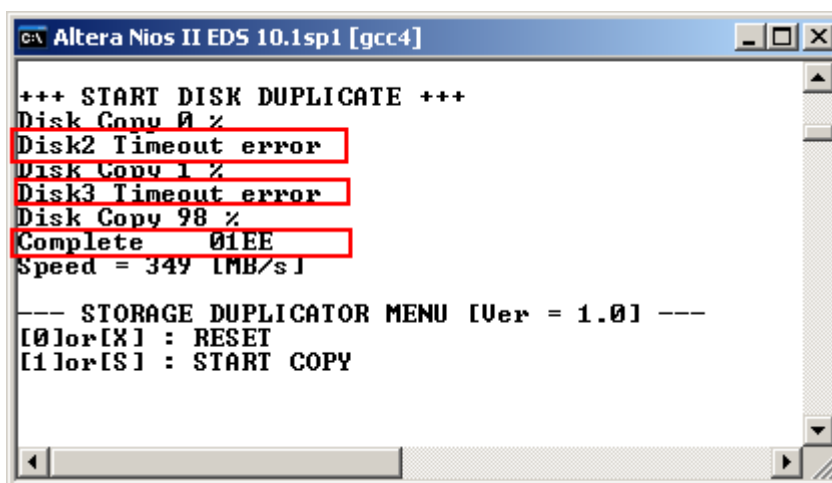 Altera Nios II EDS 10.1sp1 [gcc4]
+++ START DISK DUPLICATE +++
Disk Copy 0 %
Disk2 Timeout error
Disk Copy 1 %
Disk3 Timeout error
Disk Copy 98 %
Complete    01EE
Speed = 349 [MB/s]
--- STORAGE DUPLICATOR MENU [Ver = 1.0] ---
[0]or[X] : RESET
[1]or[S] : START COPY